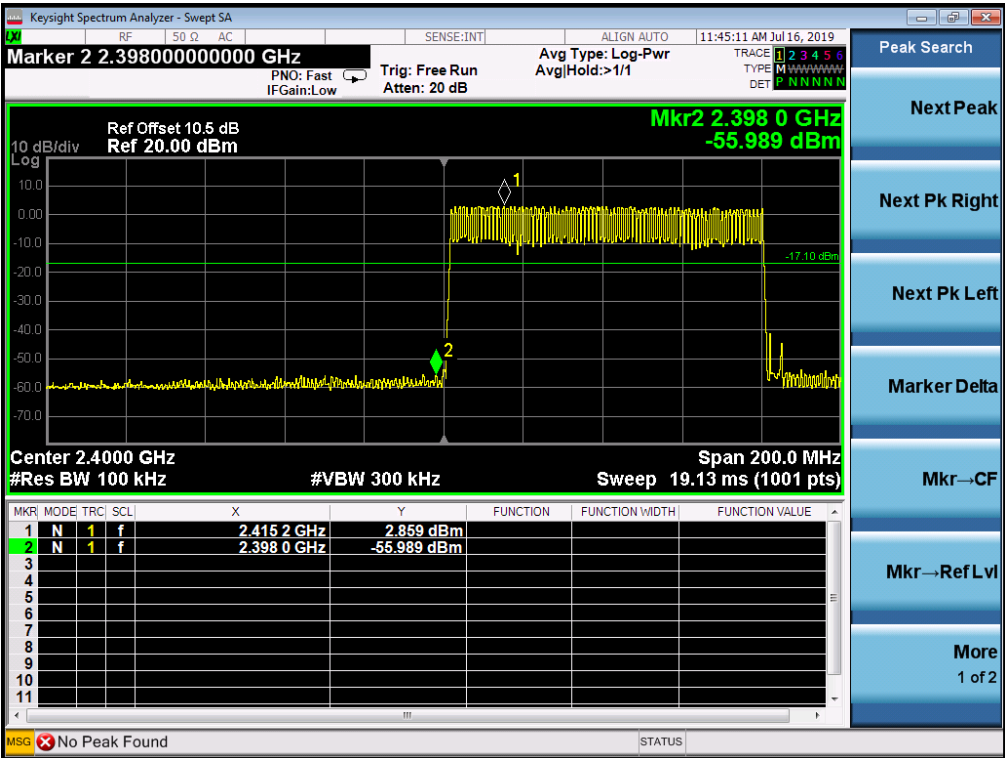 Keysight Spectrum Analyzer - Swept SA
LXI RF 50 Ω AC SENSE:INT ALIGN AUTO 11:45:11 AM Jul 16, 2019
Marker 2 2.398000000000 GHz
PNO: Fast
IFGain:Low
Trig: Free Run
Atten: 20 dB
Avg Type: Log-Pwr
Avg|Hold:>1/1
TRACE 1 2 3 4 5 6
TYPE M WWWWW
DET P N N N N N
Peak Search
Next Peak
Next Pk Right
Next Pk Left
Marker Delta
Mkr→CF
Mkr→Ref Lvl
More
1 of 2
Mkr2 2.398 0 GHz
-55.989 dBm
Ref Offset 10.5 dB
10 dB/div Ref 20.00 dBm
Log
10.0
0.00
-10.0
-20.0
-30.0
-40.0
-50.0
-60.0
-70.0
1
-17.10 dBm
2
Center 2.4000 GHz Span 200.0 MHz
#Res BW 100 kHz #VBW 300 kHz Sweep 19.13 ms (1001 pts)
MKR MODE TRC SCL X Y FUNCTION FUNCTION WIDTH FUNCTION VALUE
1 N 1 f 2.415 2 GHz 2.859 dBm
2 N 1 f 2.398 0 GHz -55.989 dBm
3
4
5
6
7
8
9
10
11
MSG No Peak Found STATUS